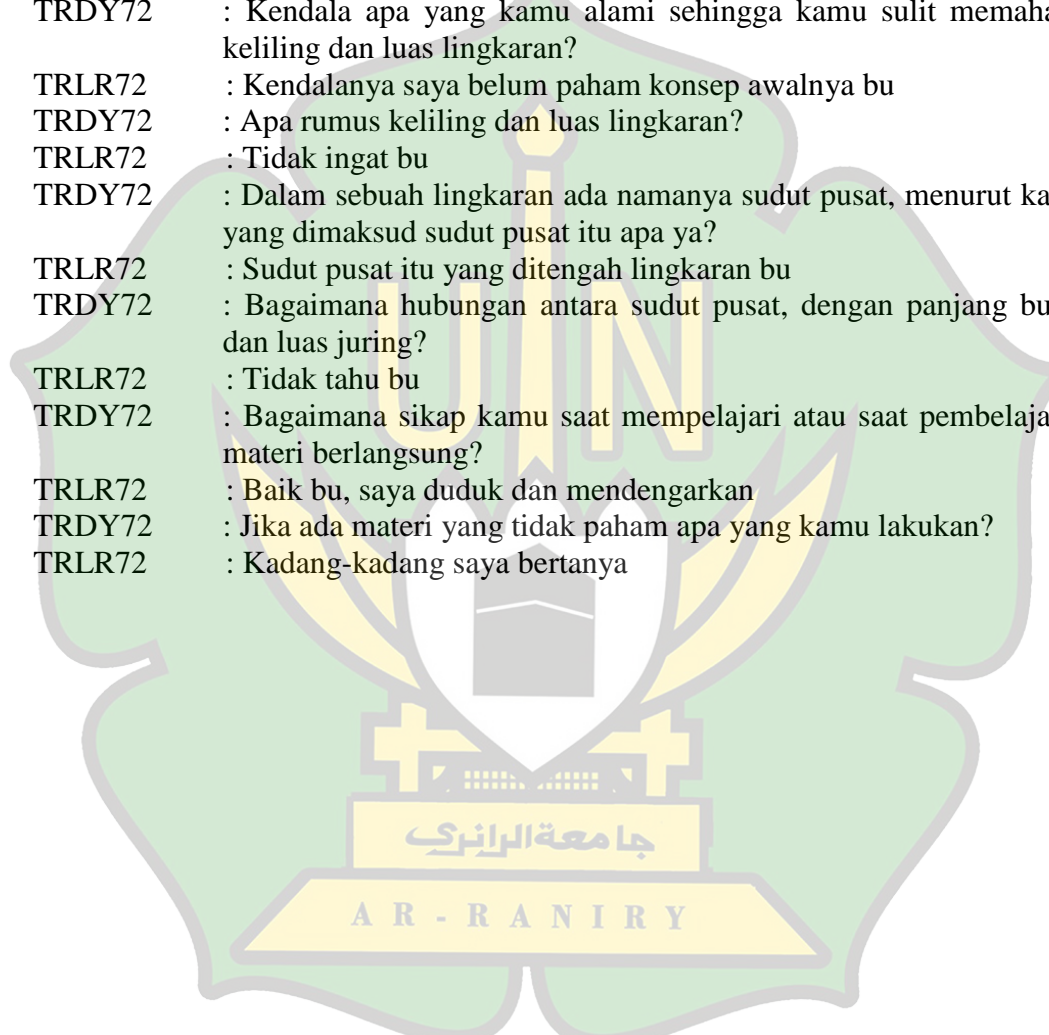 TRDY72 : Kendala apa yang kamu alami sehingga kamu sulit
keliling dan luas lingkaran?
TRLR72 : Kendalanya saya belum paham konsep awalnya bu
TRDY72 : Apa rumus keliling dan luas lingkaran?
TRLR72 : Tidak ingat bu
TRDY72 : Dalam sebuah lingkaran ada namanya sudut pusat, menurut
yang dimaksud sudut pusat itu apa ya?
TRLR72 : Sudut pusat itu yang ditengah lingkaran bu
TRDY72 : Bagaimana hubungan antara sudut pusat, dengan panjang
dan luas juring?
TRLR72 : Tidak tahu bu
TRDY72 : Bagaimana sikap kamu saat mempelajari atau saat
materi berlangsung?
TRLR72 : Baik bu, saya duduk dan mendengarkan
TRDY72 : Jika ada materi yang tidak paham apa yang kamu lakukan?
TRLR72 : Kadang-kadang saya bertanya
UIN
جامعة الرانري
AR-RANIRY